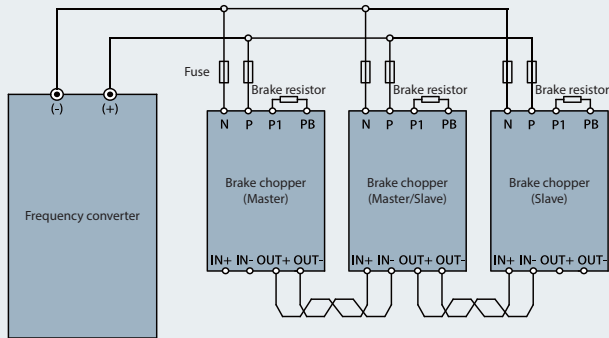 (-) (+)
Fuse
Brake resistor Brake resistor Brake resistor
N P P1 PB N P P1 PB N P P1 PB
Frequency converter
Brake chopper
(Master)
Brake chopper
(Master/Slave)
Brake chopper
(Slave)
IN+ IN- OUT+ OUT- IN+ IN- OUT+ OUT- IN+ IN- OUT+ OUT-